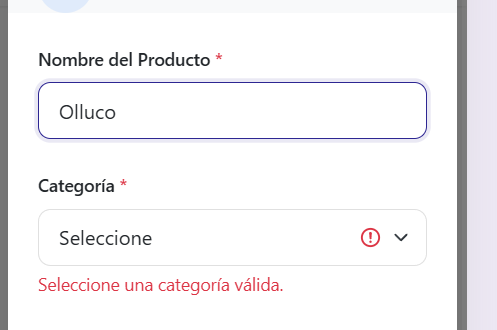 Nombre del Producto *
Olluco
Categoría *
Seleccione
Seleccione una categoría válida.